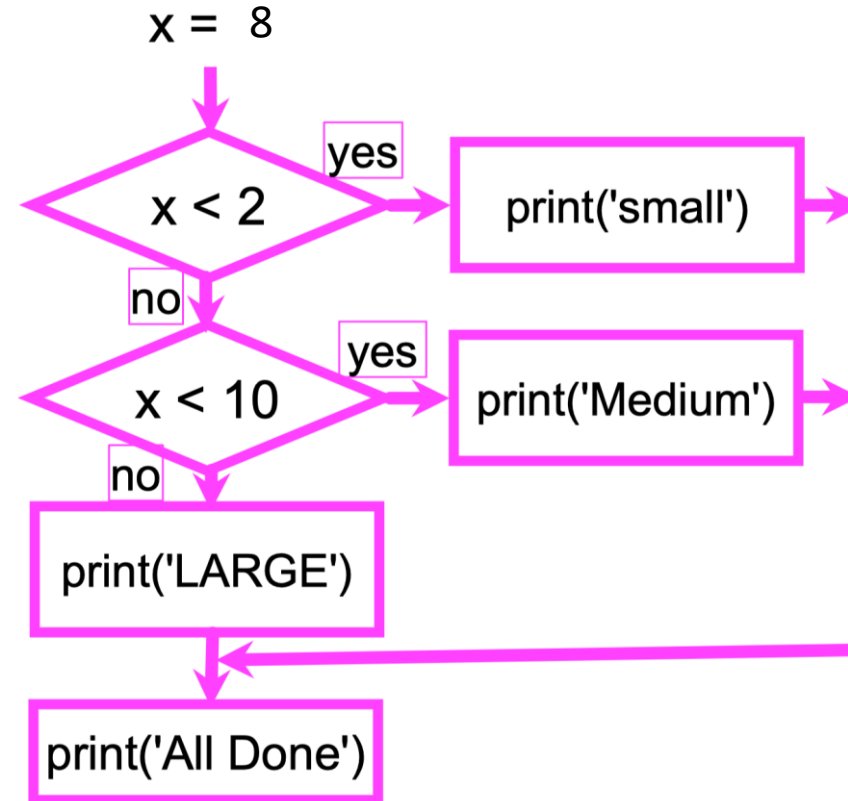 x = 8
yes
x < 2
print('small')
no
yes
x < 10
print('Medium')
no
print('LARGE')
print('All Done')